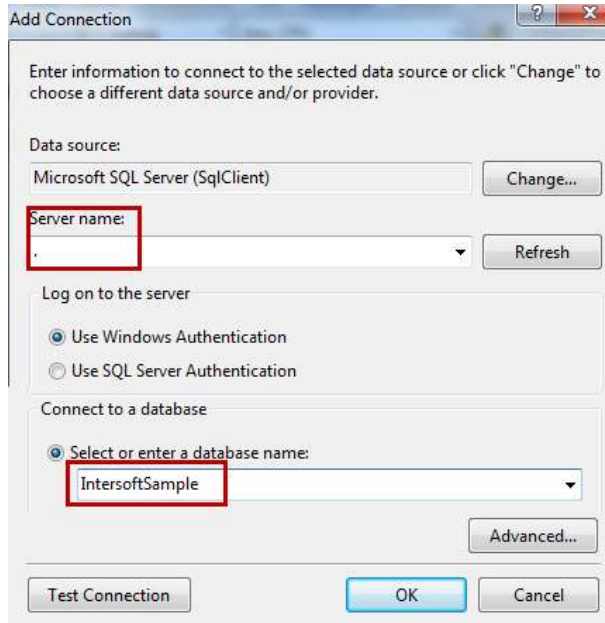 Add Connection
Enter information to connect to the selected data source or click "Change" to
choose a different data source and/or provider.
Data source:
Microsoft SQL Server (SqlClient)
Change...
Server name:
.
Refresh
Log on to the server
Use Windows Authentication
Use SQL Server Authentication
Connect to a database
Select or enter a database name:
IntersoftSample
Advanced...
Test Connection
OK
Cancel